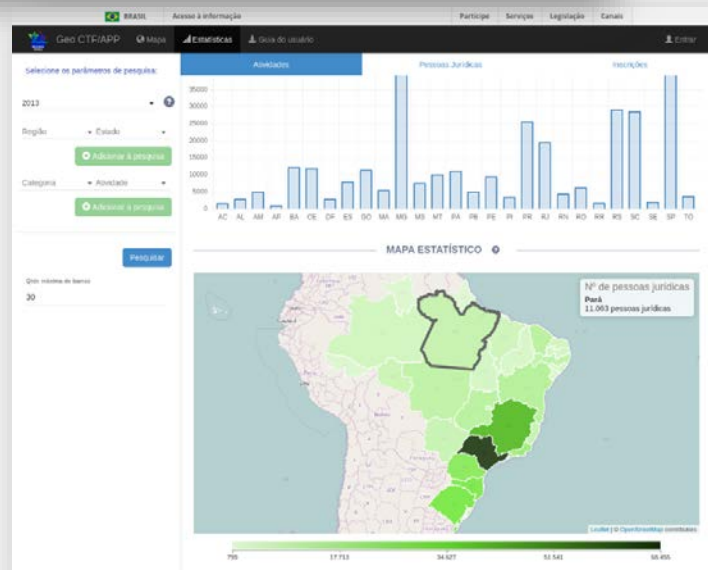 BRASIL Acesso à informação Participe Serviços Legislação Canais
Geo CTF/APP Mapa Estatísticas Guia do usuário Entrar
Selecione os parâmetros de pesquisa:
2013
Região Estado
Adicionar à pesquisa
Categoria Atividade
Adicionar à pesquisa
Pesquisar
Qtde máxima de barras
30
Atividades Pessoas Jurídicas Inscrições
35000
30000
25000
20000
15000
10000
5000
0
AC AL AM AP BA CE DF ES GO MA MG MS MT PA PB PE PI PR RJ RN RO RR RS SC SE SP TO
MAPA ESTATÍSTICO
Nº de pessoas jurídicas
Pará
11.063 pessoas jurídicas
Leaflet | © OpenStreetMap contributors
799 17.713 34.627 51.541